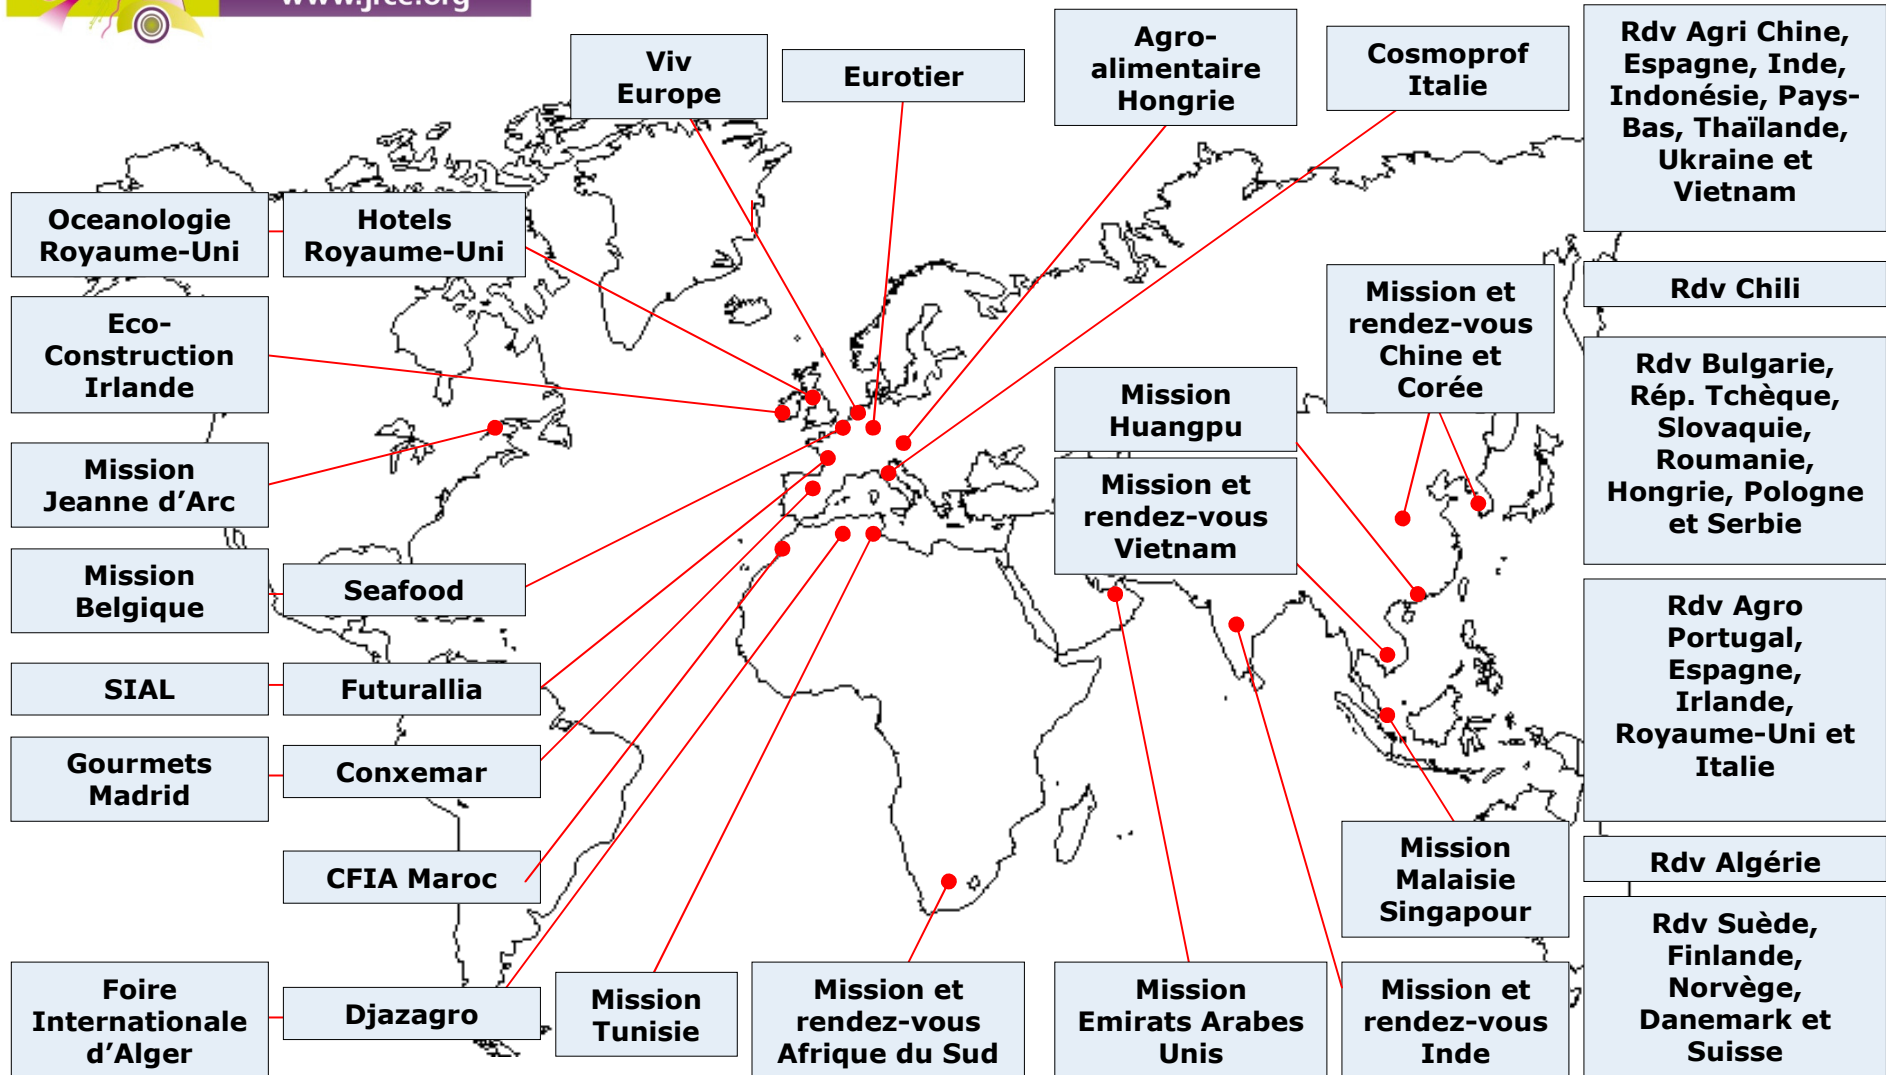 www.jrce.org
Viv
Europe
Eurotier
Agro-
alimentaire
Hongrie
Cosmoprof
Italie
Rdv Agri Chine,
Espagne, Inde,
Indonésie, Pays-
Bas, Thaïlande,
Ukraine et
Vietnam
Oceanologie
Royaume-Uni
Hotels
Royaume-Uni
Rdv Chili
Mission et
rendez-vous
Chine et
Corée
Eco-
Construction
Irlande
Rdv Bulgarie,
Rép. Tchèque,
Slovaquie,
Roumanie,
Hongrie, Pologne
et Serbie
Mission
Huangpu
Mission
Jeanne d’Arc
Mission et
rendez-vous
Vietnam
Mission
Belgique
Seafood
Rdv Agro
Portugal,
Espagne,
Irlande,
Royaume-Uni et
Italie
SIAL
Futurallia
Gourmets
Madrid
Conxemar
CFIA Maroc
Mission
Malaisie
Singapour
Rdv Algérie
Rdv Suède,
Finlande,
Norvège,
Danemark et
Suisse
Foire
Internationale
d’Alger
Djazagro
Mission
Tunisie
Mission et
rendez-vous
Afrique du Sud
Mission
Emirats Arabes
Unis
Mission et
rendez-vous
Inde